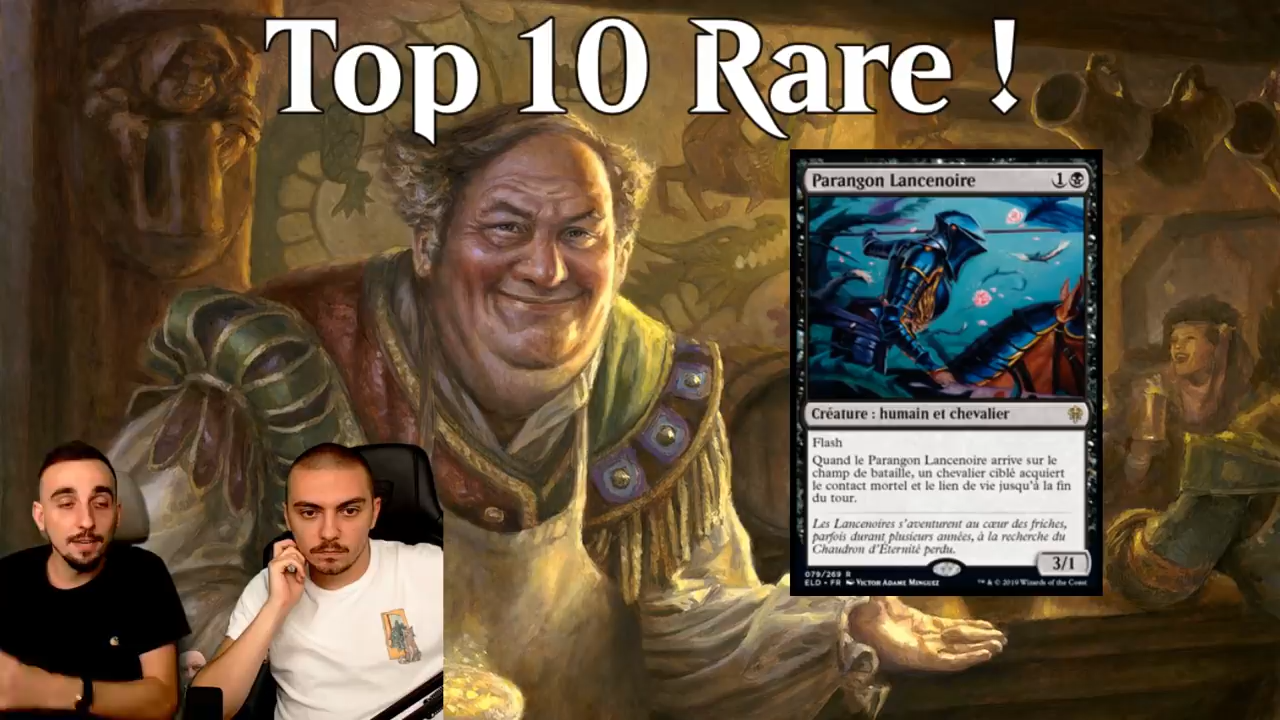 Top 10 Rare !
Parangon Lancenoire
1
Créature : humain et chevalier
Flash
Quand le Parangon Lancenoire arrive sur le
champ de bataille, un chevalier ciblé acquiert
le contact mortel et le lien de vie jusqu'à la fin
du tour.
Les Lancenoires s'aventurent au cœur des friches,
parfois durant plusieurs années, à la recherche du
Chaudron d'Éternité perdu.
3/1
079/269 R
ELD • FR Victor Adame Minguez
™ & © 2019 Wizards of the Coast